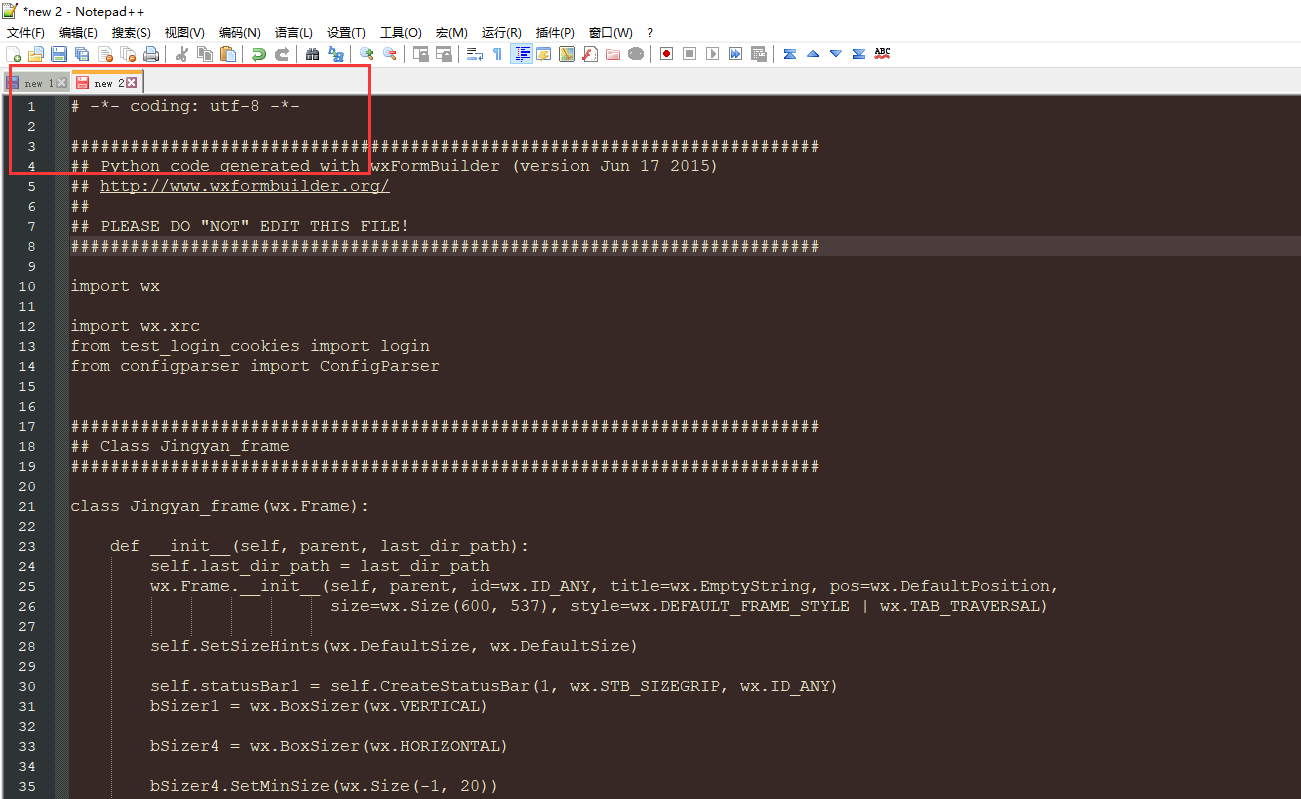 *new 2 - Notepad++
文件(F) 编辑(E) 搜索(S) 视图(V) 编码(N) 语言(L) 设置(T) 工具(O) 宏(M) 运行(R) 插件(P) 窗口(W) ?
ABC
new 1 new 2
1 # -*- coding: utf-8 -*-
2
3 ###########################################################################
4 ## Python code generated with wxFormBuilder (version Jun 17 2015)
5 ## http://www.wxformbuilder.org/
6 ##
7 ## PLEASE DO "NOT" EDIT THIS FILE!
8 ###########################################################################
9
10 import wx
11
12 import wx.xrc
13 from test_login_cookies import login
14 from configparser import ConfigParser
15
16
17 ###########################################################################
18 ## Class Jingyan_frame
19 ###########################################################################
20
21 class Jingyan_frame(wx.Frame):
22
23     def __init__(self, parent, last_dir_path):
24         self.last_dir_path = last_dir_path
25         wx.Frame.__init__(self, parent, id=wx.ID_ANY, title=wx.EmptyString, pos=wx.DefaultPosition,
26                           size=wx.Size(600, 537), style=wx.DEFAULT_FRAME_STYLE | wx.TAB_TRAVERSAL)
27
28         self.SetSizeHints(wx.DefaultSize, wx.DefaultSize)
29
30         self.statusBar1 = self.CreateStatusBar(1, wx.STB_SIZEGRIP, wx.ID_ANY)
31         bSizer1 = wx.BoxSizer(wx.VERTICAL)
32
33         bSizer4 = wx.BoxSizer(wx.HORIZONTAL)
34
35         bSizer4.SetMinSize(wx.Size(-1, 20))